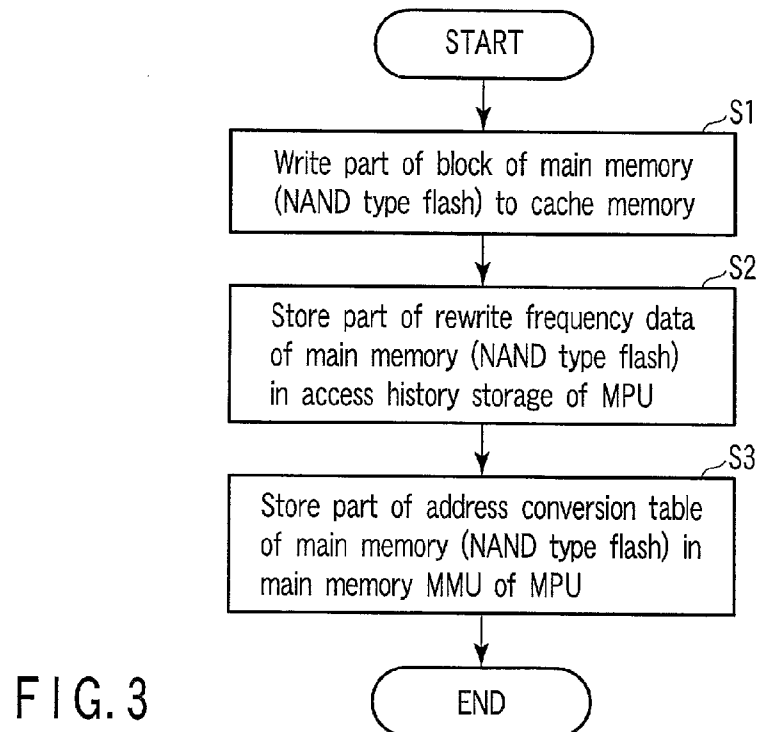 START
S1
Write part of block of main memory
(NAND type flash) to cache memory
S2
Store part of rewrite frequency data
of main memory (NAND type flash)
in access history storage of MPU
S3
Store part of address conversion table
of main memory (NAND type flash) in
main memory MMU of MPU
END
FIG. 3